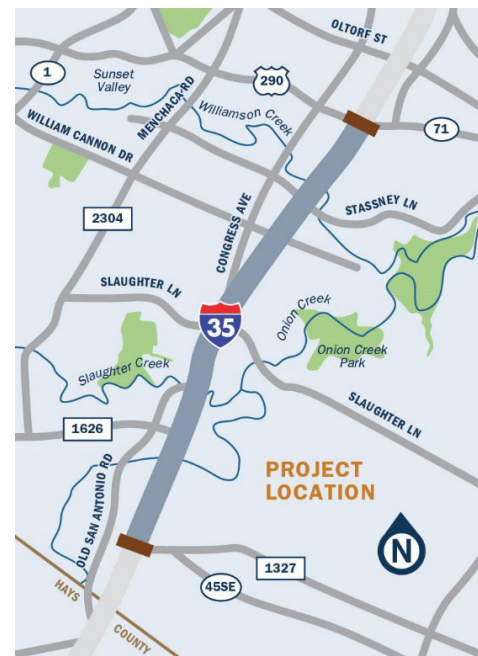 OLTORF ST
1
Sunset
Valley
290
MENCHACA RD
Williamson Creek
71
WILLIAM CANNON DR
2304
CONGRESS AVE
STASSNEY LN
SLAUGHTER LN
35
Onion Creek
Onion Creek
Park
Slaughter Creek
SLAUGHTER LN
1626
PROJECT
LOCATION
OLD SAN ANTONIO RD
N
1327
45SE
HAYS
COUNTY